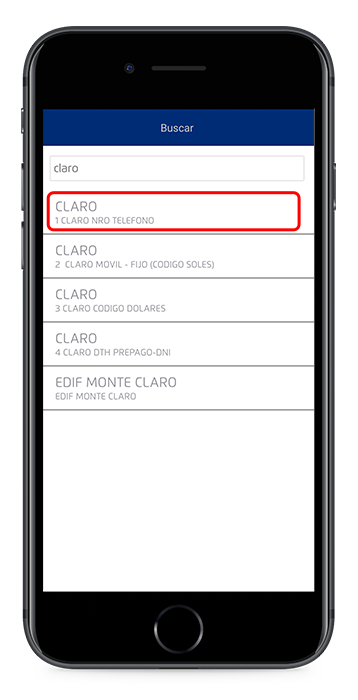 Buscar
claro
CLARO
1 CLARO NRO TELEFONO
CLARO
2 CLARO MOVIL - FIJO (CODIGO SOLES)
CLARO
3 CLARO CODIGO DOLARES
CLARO
4 CLARO DTH PREPAGO-DNI
EDIF MONTE CLARO
EDIF MONTE CLARO